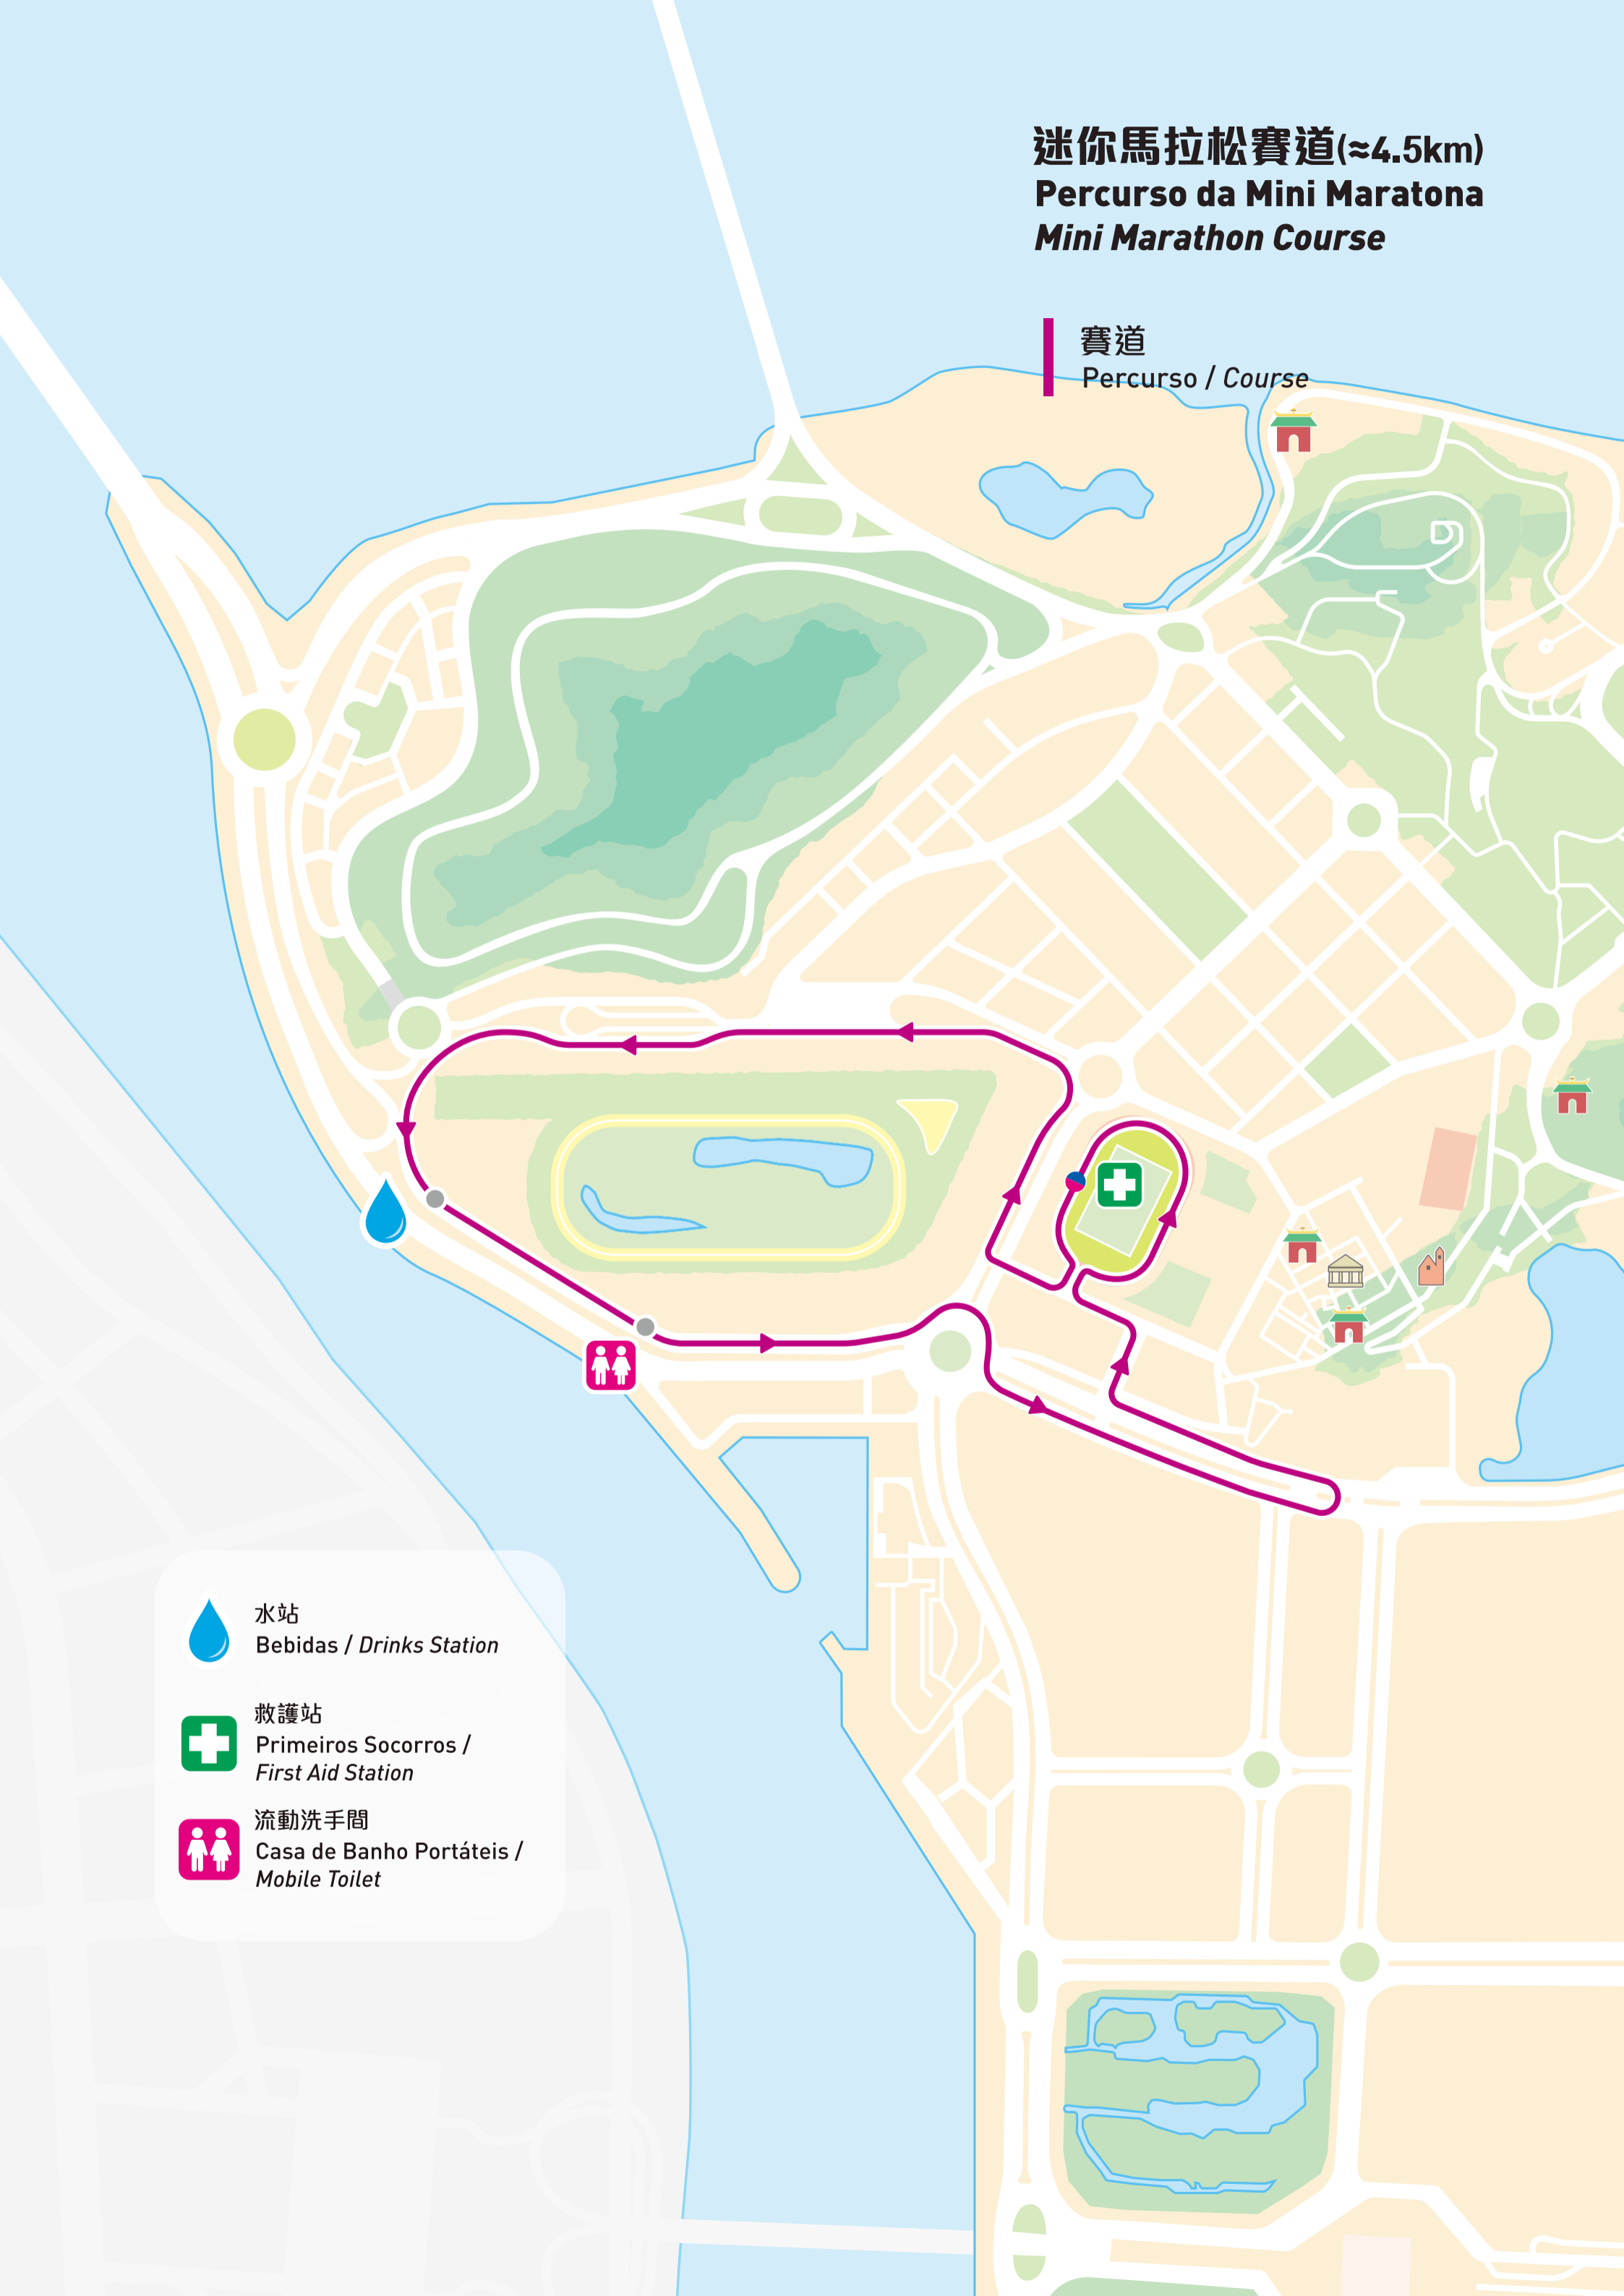 迷你馬拉松賽道(≈4.5km)
Percurso da Mini Maratona
Mini Marathon Course
賽道
Percurso / Course
水站
Bebidas / Drinks Station
救護站
Primeiros Socorros /
First Aid Station
流動洗手間
Casa de Banho Portáteis /
Mobile Toilet